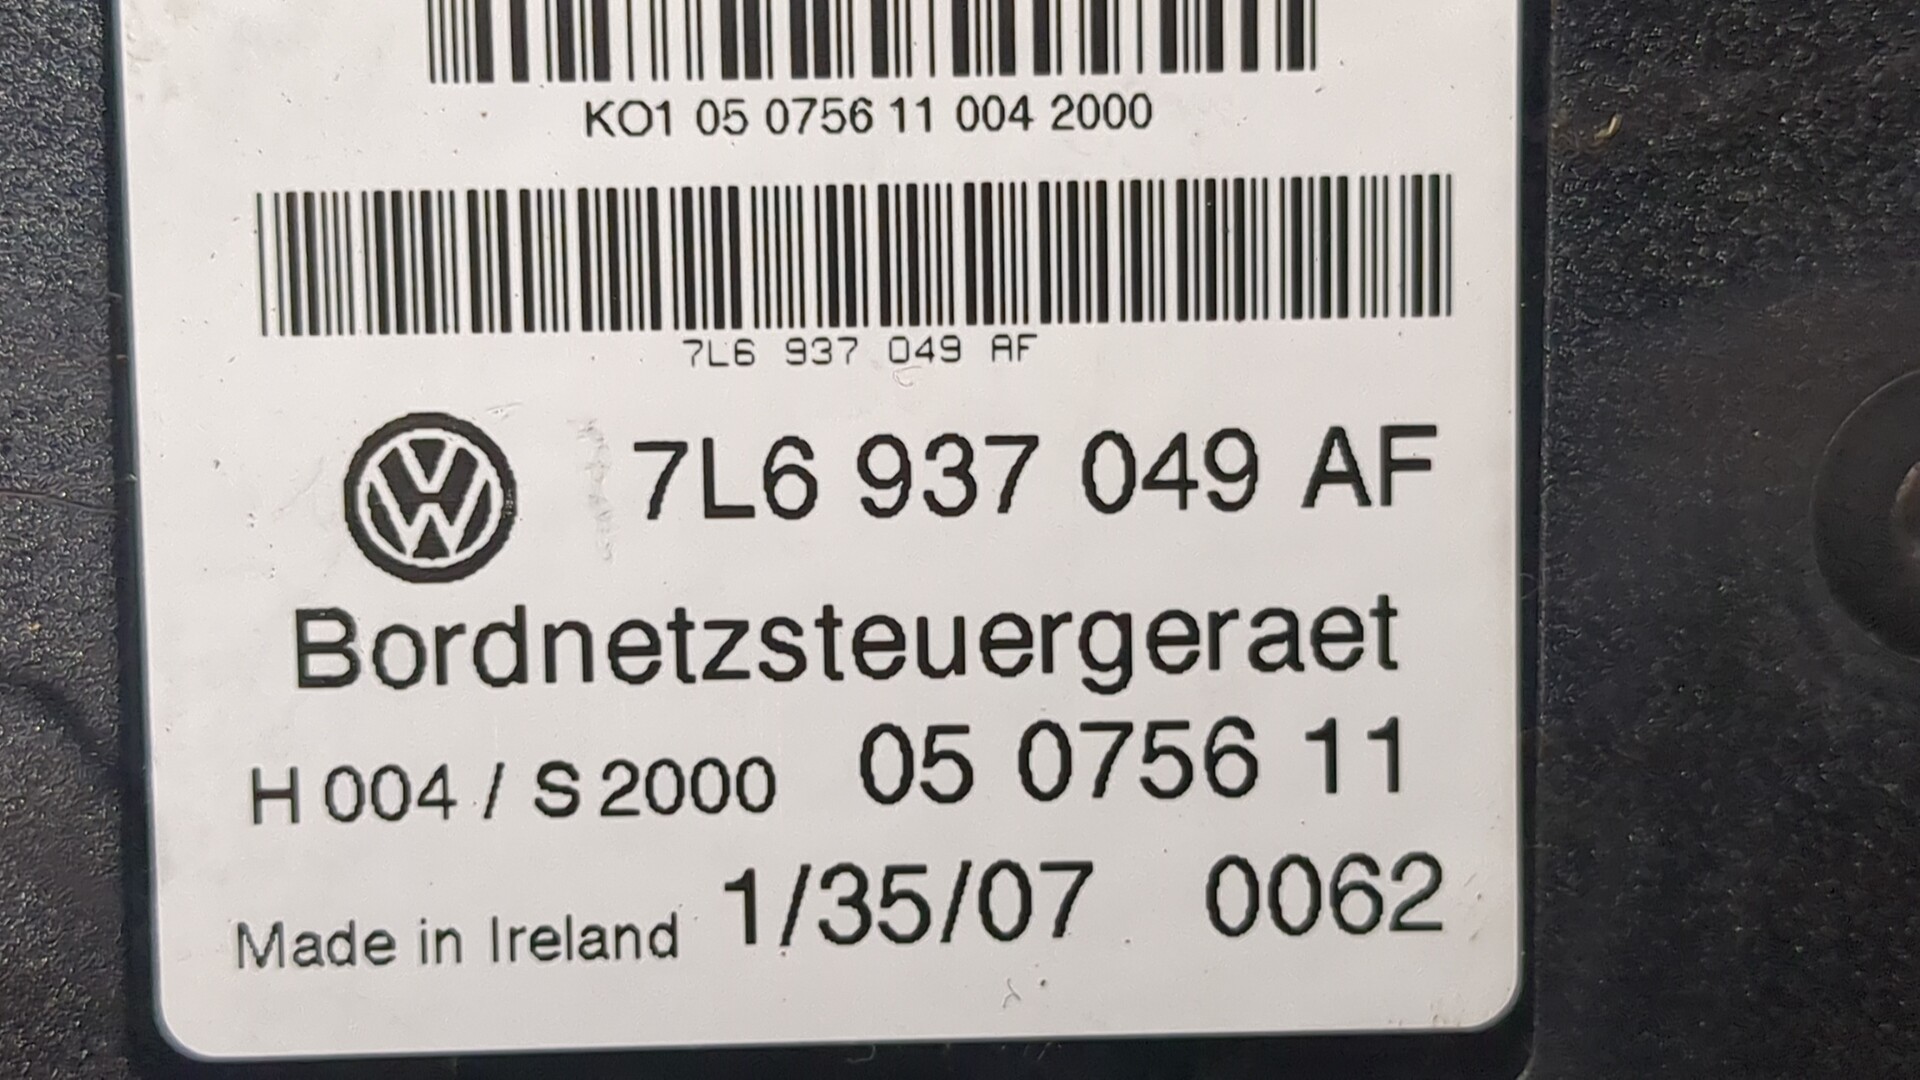 KO1 05 0756 11 004 2000
7L6 937 049 AF
7L6 937 049 AF
Bordnetzsteuergeraet
H 004 / S 2000 05 0756 11
Made in Ireland 1/35/07 0062